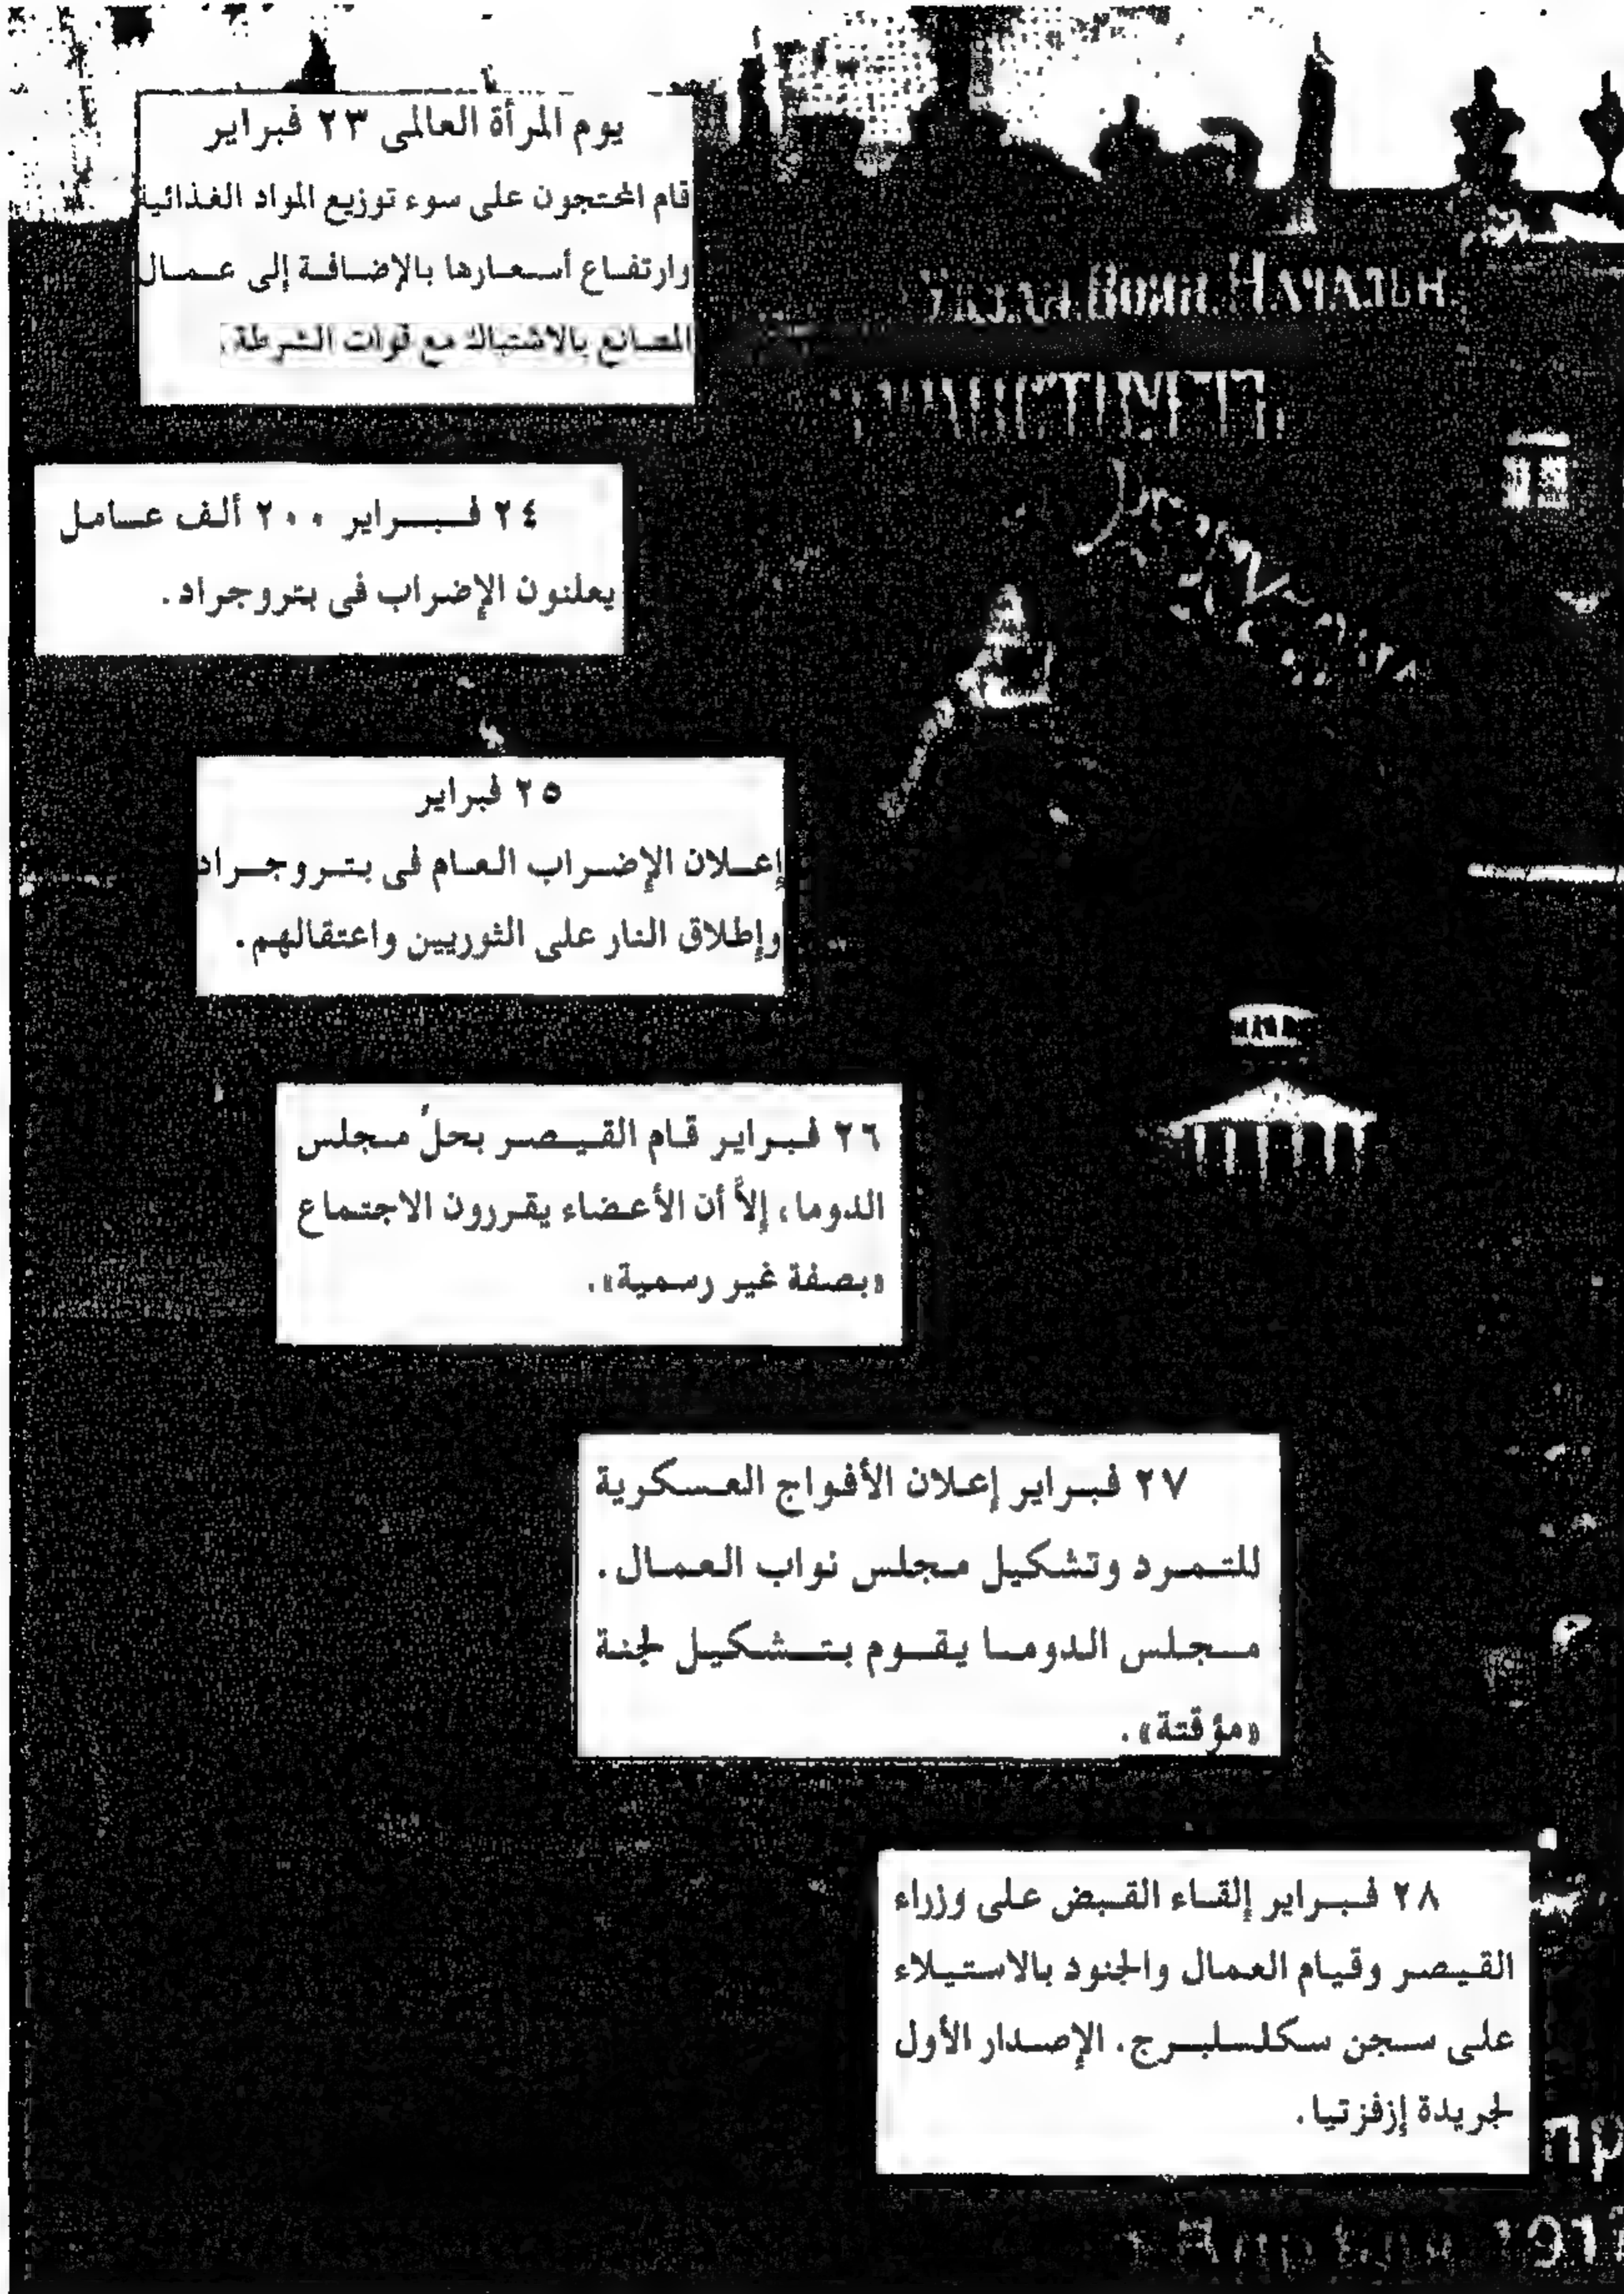 يوم المرأة العالمى ٢٣ فبراير
قام المحتجون على سوء توزيع المواد الغذائية
وارتفاع أسعارها بالإضافة إلى عمال
المصانع بالاشتباك مع قوات الشرطة.
٢٤ فبراير ٢٠٠ ألف عامل
يعلنون الإضراب فى بتروجراد.
٢٥ فبراير
إعلان الإضراب العام فى بتروجراد
وإطلاق النار على الثوريين واعتقالهم.
٢٦ فبراير قام القيصر بحلّ مجلس
الدوما، إلاَّ أن الأعضاء يقررون الاجتماع
«بصفة غير رسمية».
٢٧ فبراير إعلان الأفواج العسكرية
للتمرد وتشكيل مجلس نواب العمال.
مجلس الدوما يقوم بتشكيل لجنة
«مؤقتة».
٢٨ فبراير إلقاء القبض على وزراء
القيصر وقيام العمال والجنود بالاستيلاء
على سجن سكلسلبرج. الإصدار الأول
لجريدة إزفزتيا.